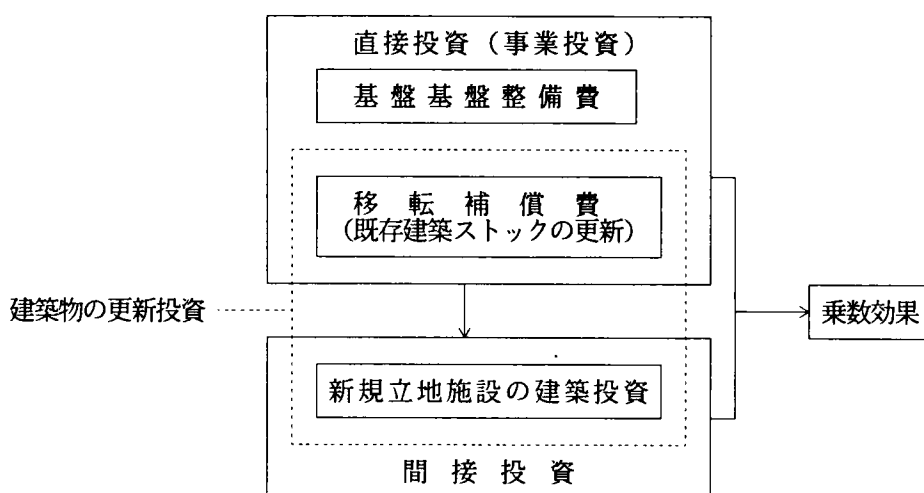 直接投資（事業投資）
基盤基盤整備費
移転補償費
（既存建築ストックの更新）
建築物の更新投資
乗数効果
新規立地施設の建築投資
間接投資